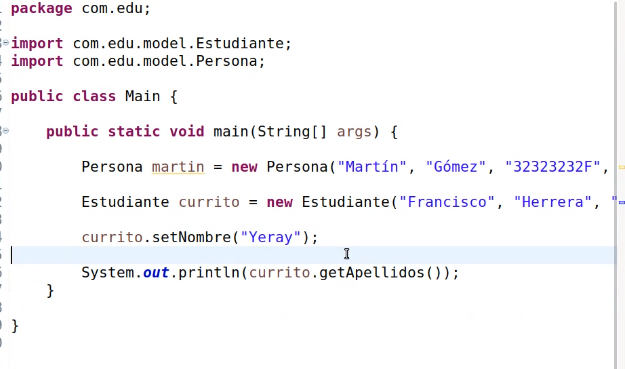 package com.edu;
import com.edu.model.Estudiante;
import com.edu.model.Persona;
public class Main {
public static void main(String[] args) {
Persona martin = new Persona("Martín", "Gómez", "32323232F",
Estudiante currito = new Estudiante("Francisco", "Herrera", "
currito.setNombre("Yeray");
System.out.println(currito.getApellidos());
}
}